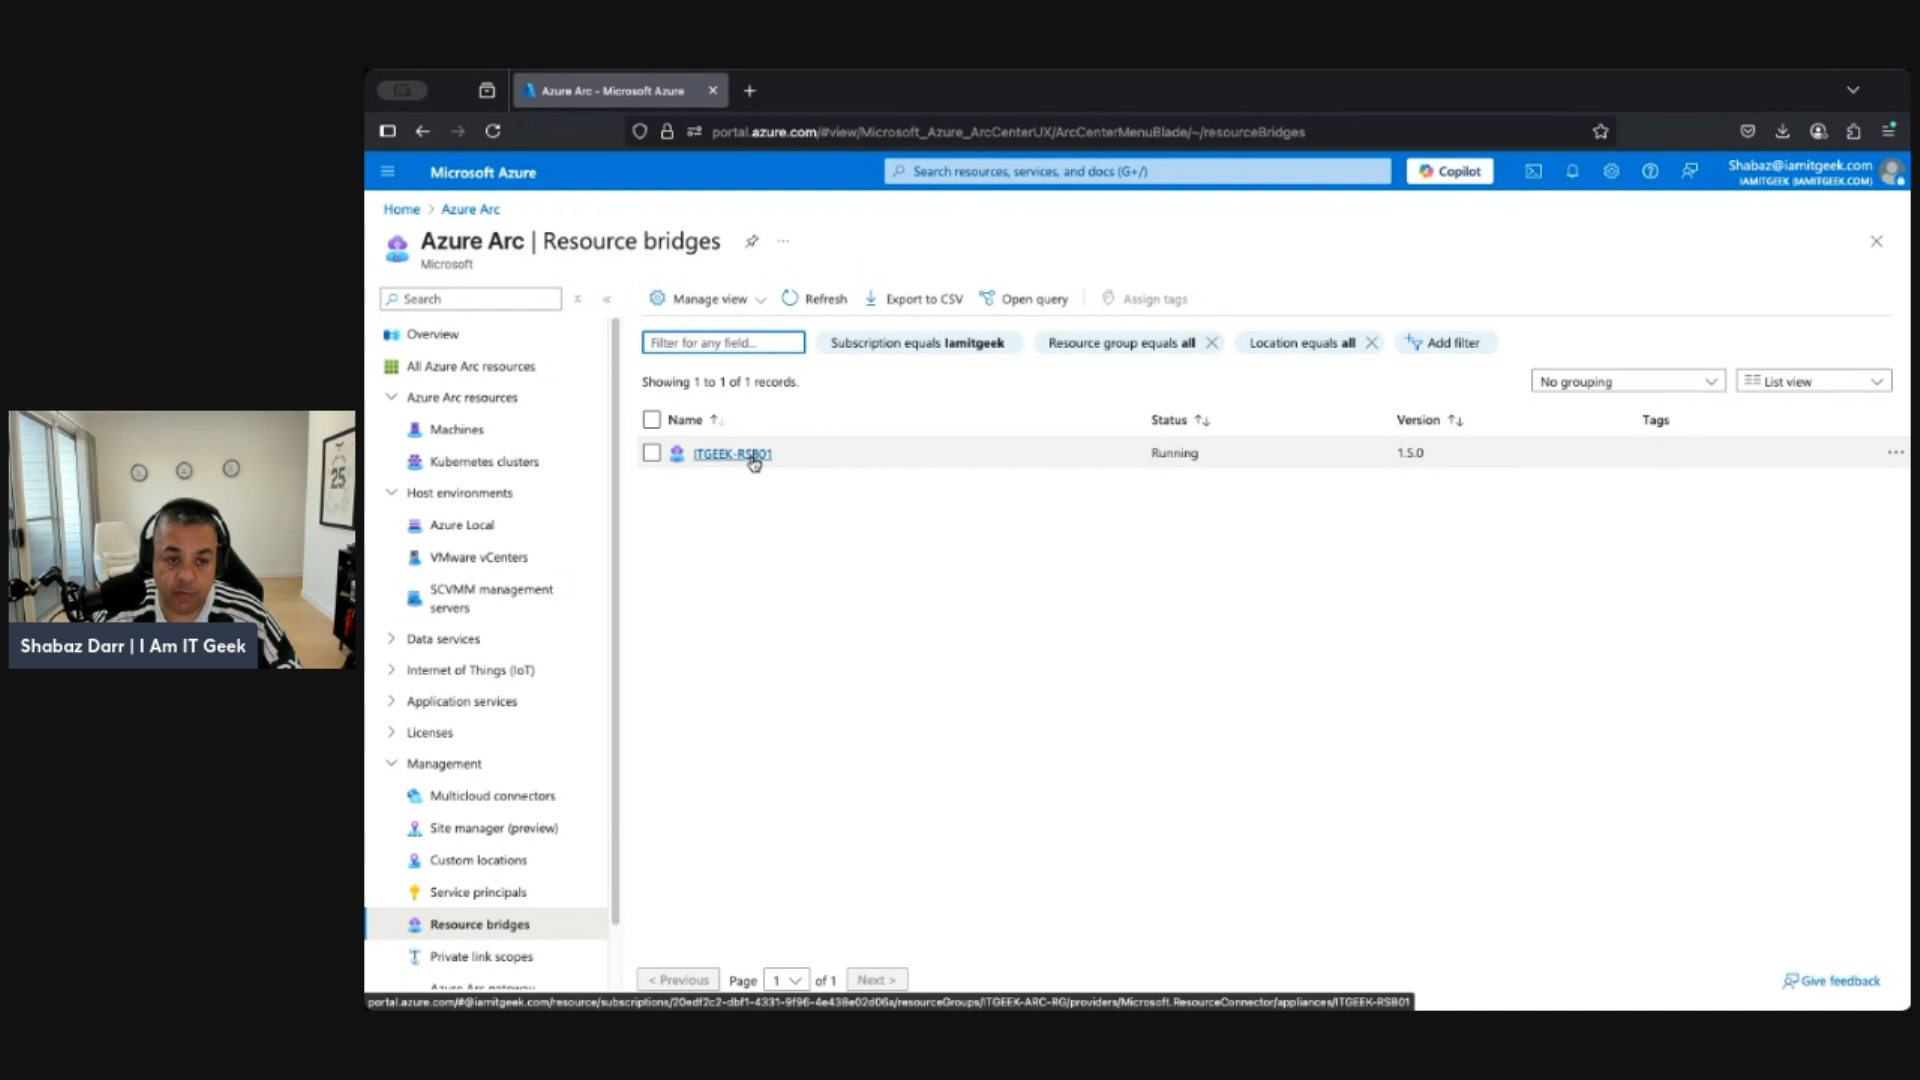 Azure Arc - Microsoft Azure
portal.azure.com/#view/Microsoft_Azure_ArcCenterUX/ArcCenterMenuBlade/~/resourceBridges
Microsoft Azure
Search resources, services, and docs (G+/)
Copilot
Shabaz@iamitgeek.com
IAMITGEEK (IAMITGEEK.COM)
Home > Azure Arc
Azure Arc | Resource bridges
Microsoft
Search
Manage view
Refresh
Export to CSV
Open query
Assign tags
Overview
All Azure Arc resources
Azure Arc resources
Machines
Kubernetes clusters
Host environments
Azure Local
VMware vCenters
SCVMM management
servers
Data services
Internet of Things (IoT)
Application services
Licenses
Management
Multicloud connectors
Site manager (preview)
Custom locations
Service principals
Resource bridges
Private link scopes
Azure Arc gateway
Filter for any field...
Subscription equals Iamitgeek
Resource group equals all
Location equals all
Add filter
Showing 1 to 1 of 1 records.
No grouping
List view
Name
Status
Version
Tags
ITGEEK-RSB01
Running
1.5.0
< Previous
Page
1
of 1
Next >
Give feedback
portal.azure.com/#@iamitgeek.com/resource/subscriptions/20edf2c2-dbf1-4331-9f96-4e438e02d06a/resourceGroups/ITGEEK-ARC-RG/providers/Microsoft.ResourceConnector/appliances/ITGEEK-RSB01
25
Shabaz Darr | I Am IT Geek